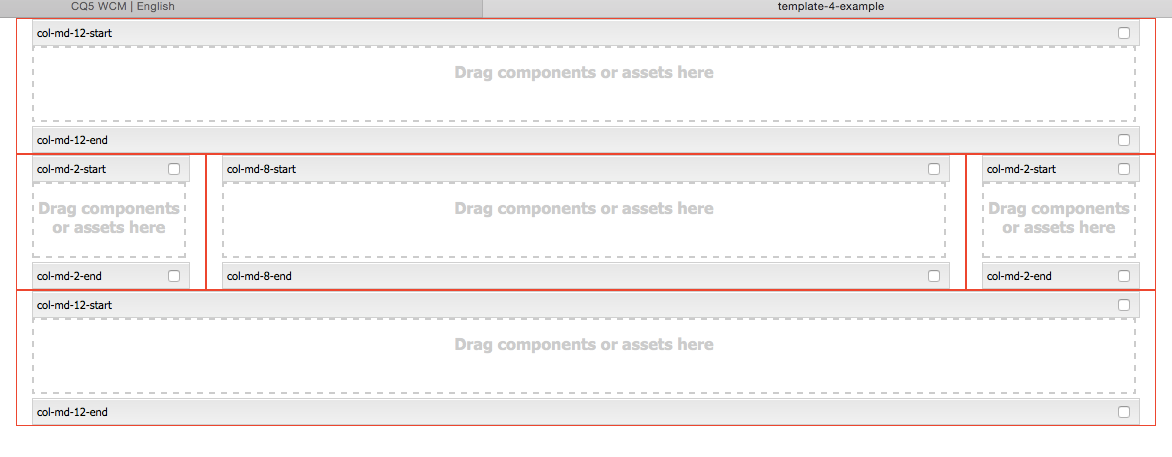 CQ5 WCM | English
template-4-example
col-md-12-start
Drag components or assets here
col-md-12-end
col-md-2-start
Drag components
or assets here
col-md-2-end
col-md-8-start
Drag components or assets here
col-md-8-end
col-md-2-start
Drag components
or assets here
col-md-2-end
col-md-12-start
Drag components or assets here
col-md-12-end